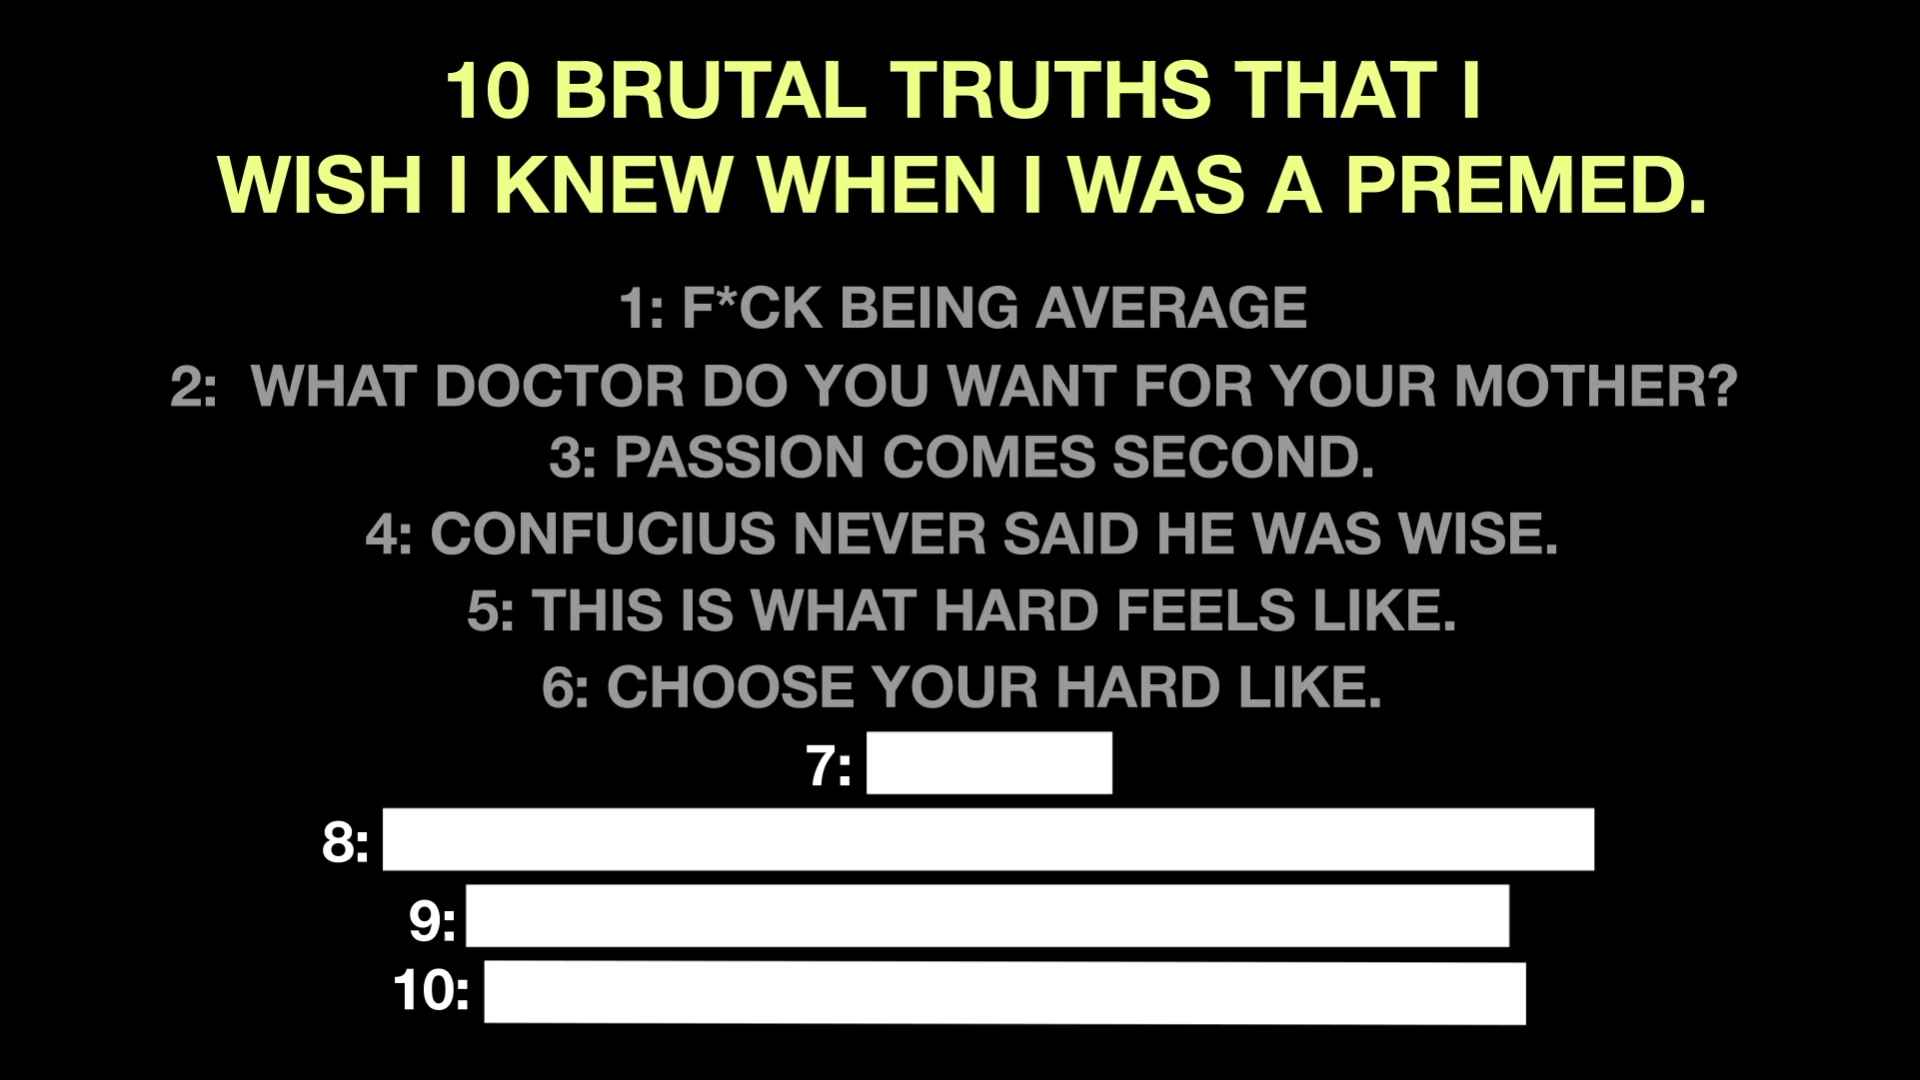 10 BRUTAL TRUTHS THAT I
WISH I KNEW WHEN I WAS A PREMED.
1: F*CK BEING AVERAGE
2: WHAT DOCTOR DO YOU WANT FOR YOUR MOTHER?
3: PASSION COMES SECOND.
4: CONFUCIUS NEVER SAID HE WAS WISE.
5: THIS IS WHAT HARD FEELS LIKE.
6: CHOOSE YOUR HARD LIKE.
7:
8:
9:
10: